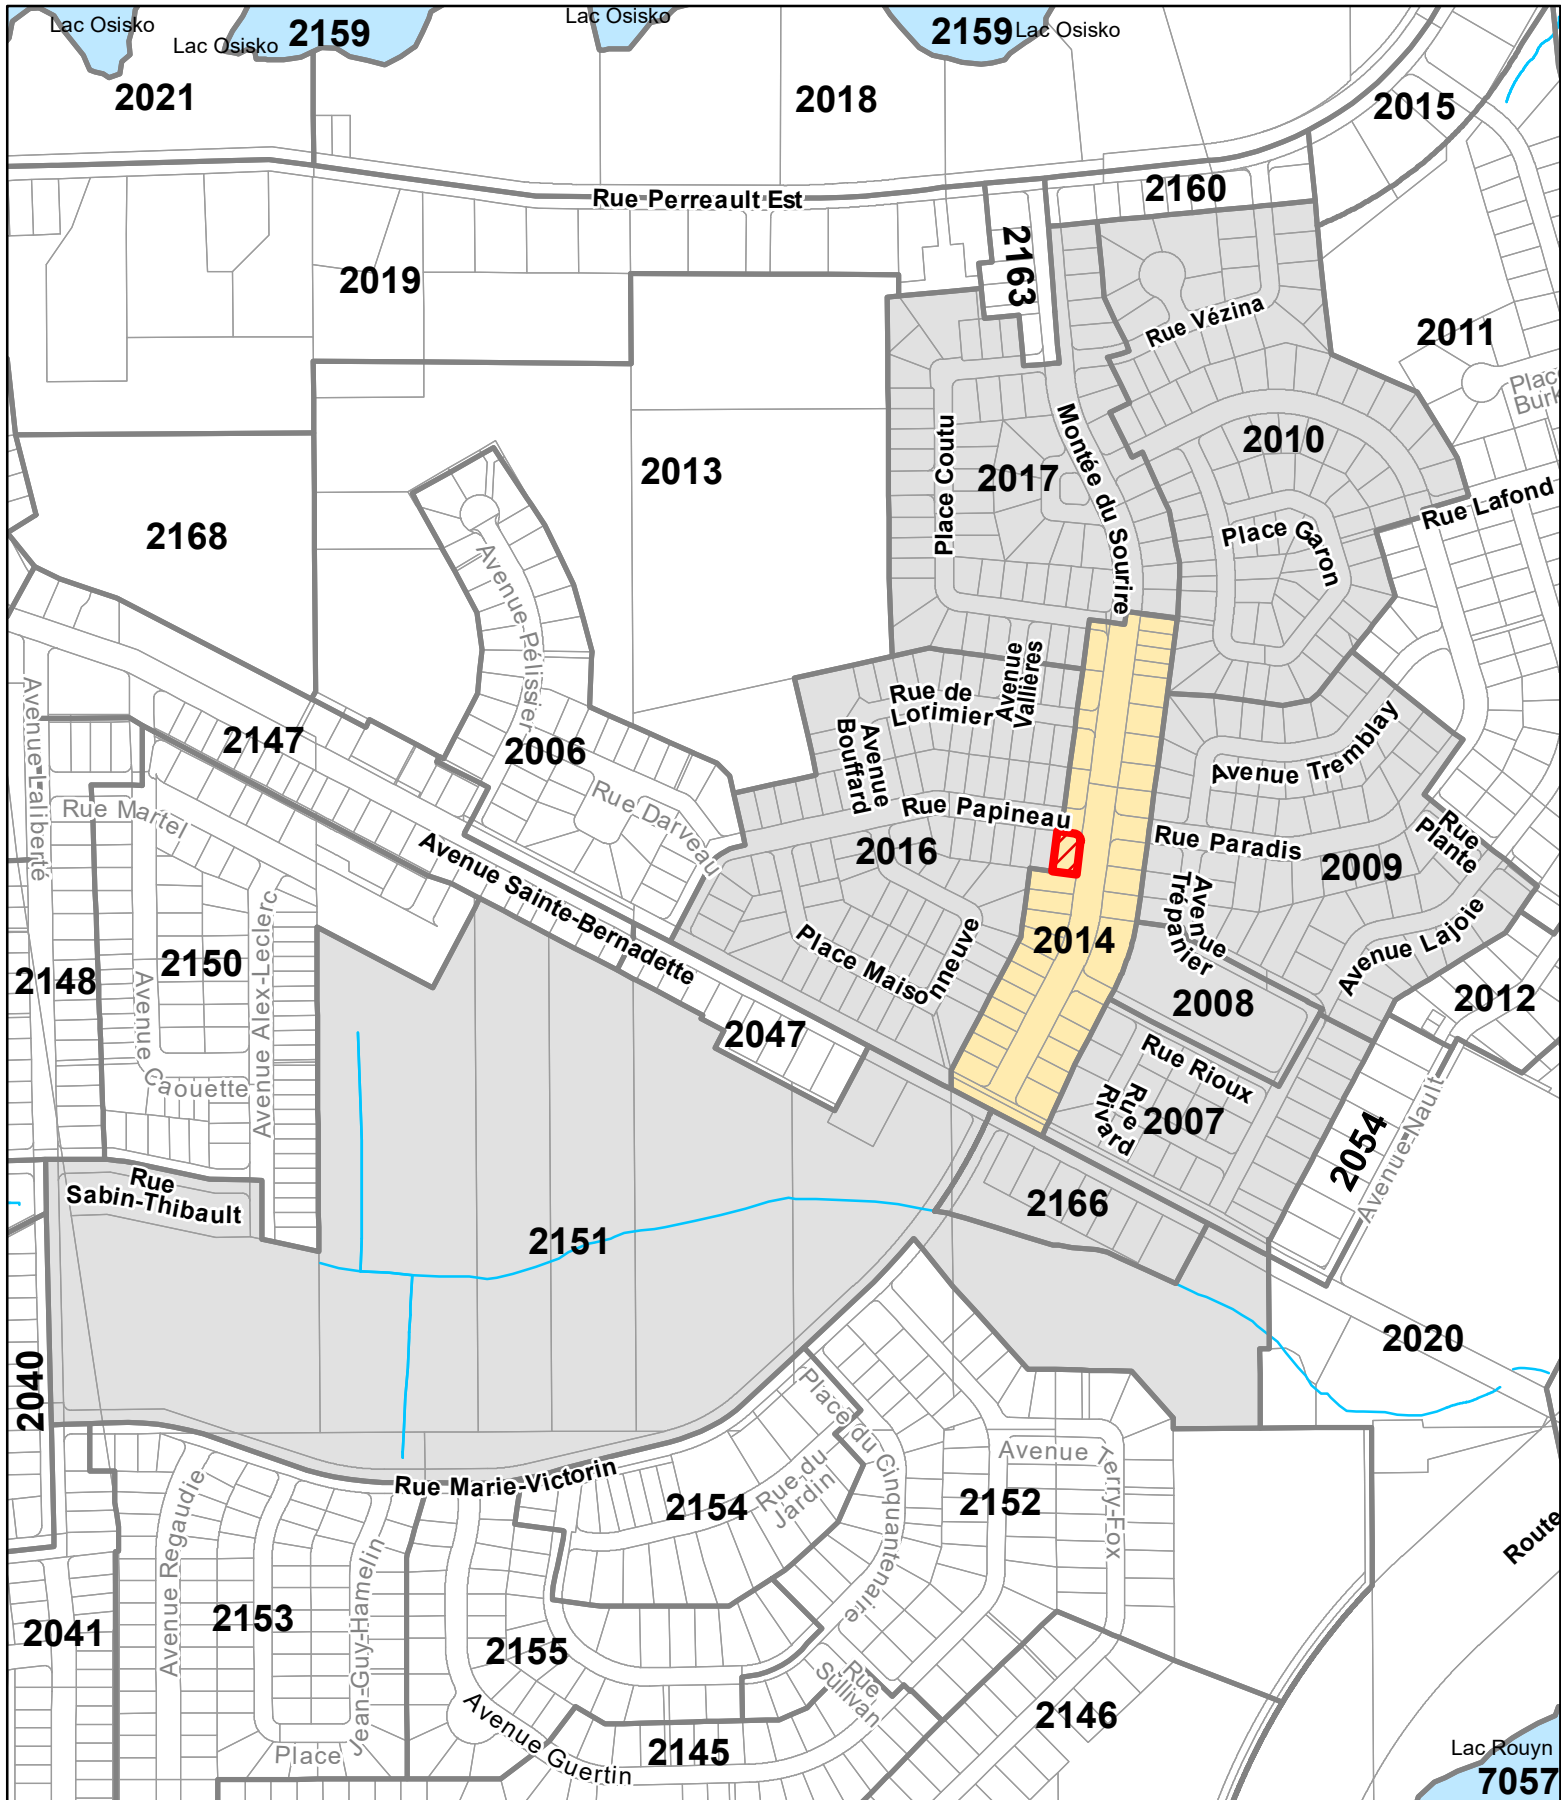 Lac Osisko
Lac Osisko
2159
Lac Osisko
2159
Lac Osisko
2021
2018
2015
Rue Perreault Est
2160
2163
2019
Rue Vézina
2011
Place
Burk
2013
Place Coutu
2017
Montée du Sourire
2010
Rue Lafond
2168
Place Garon
Avenue Pélissier
Avenue Laliberté
2147
2006
Rue de
Lorimier
Avenue
Vallières
Avenue
Bouffard
Avenue Tremblay
Rue Martel
Rue Darveau
Rue Papineau
Rue Paradis
Rue
Plante
2016
2009
Avenue Sainte-Bernadette
Avenue
Trépanier
2148
2150
Avenue Alex-Leclerc
Avenue
Caouette
Place Maisonneuve
2014
Avenue Lajoie
2008
2012
2047
Rue Rioux
Rue
Rivard
2007
2054
Avenue Nault
Rue
Sabin-Thibault
2166
2151
2020
2040
Place du Cinquantenaire
Rue Marie-Victorin
2154
Rue du
Jardin
Avenue Terry-Fox
2152
Route
Avenue Regaudie
Place Jean-Guy-Hamelin
2041
2153
2155
Rue
Sullivan
Avenue Guertin
2145
2146
Lac Rouyn
7057